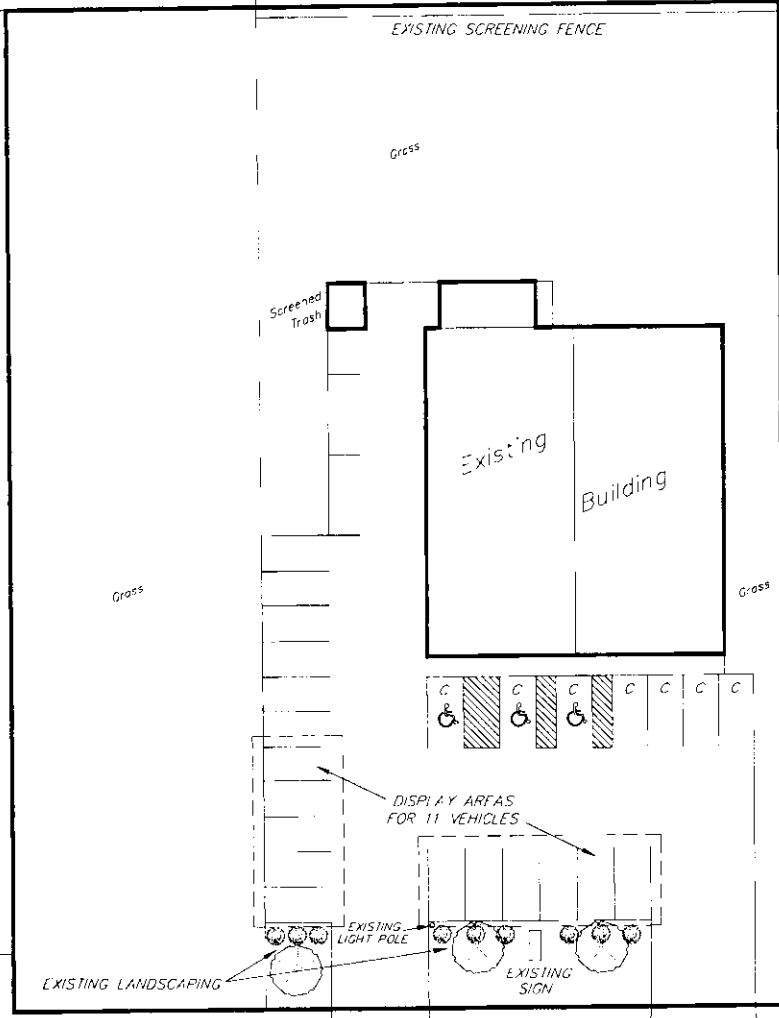 EXISTING SCREENING FENCE
Grass
Screened
Trash
Existing
Building
Grass
Grass
C
C
C
C
C
C
C
DISPLAY AREAS
FOR 11 VEHICLES
EXISTING
LIGHT POLE
EXISTING LANDSCAPING
EXISTING
SIGN